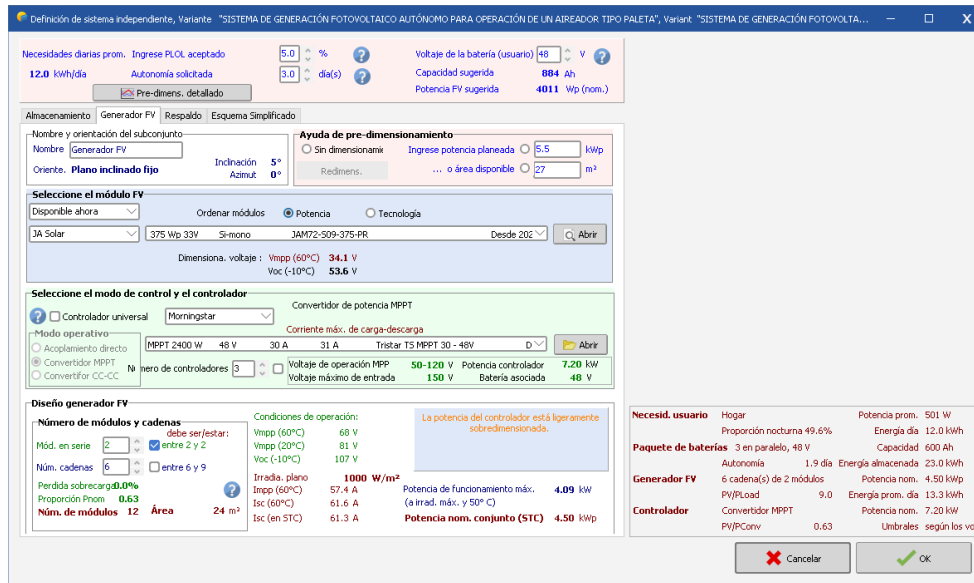 Definición de sistema independiente, Variante "SISTEMA DE GENERACIÓN FOTOVOLTAICO AUTÓNOMO PARA OPERACIÓN DE UN AIREADOR TIPO PALETA", Variant "SISTEMA DE GENERACIÓN FOTOVOLTA...
Necesidades diarias prom. Ingrese PLOL aceptado 5.0 % ? Voltaje de la batería (usuario) 48 V ?
12.0 kWh/día Autonomía solicitada 3.0 día(s) ? Capacidad sugerida 884 Ah
Pre-dimens. detallado Potencia FV sugerida 4011 Wp (nom.)
Almacenamiento Generador FV Respaldo Esquema Simplificado
Nombre y orientación del subconjunto
Nombre Generador FV
Oriente. Plano inclinado fijo
Inclinación 5°
Azimut 0°
Ayuda de pre-dimensionamiento
Sin dimensionamie Ingrese potencia planeada 5.5 kWp
Redimens. ... o área disponible 27 m²
Seleccione el módulo FV
Disponible ahora Ordenar módulos Potencia Tecnología
JA Solar 375 Wp 33V Si-mono JAM72-S09-375-PR Desde 202 Abrir
Dimensiona. voltaje : Vmpp (60°C) 34.1 V
Voc (-10°C) 53.6 V
Seleccione el modo de control y el controlador
Convertidor de potencia MPPT
? Controlador universal Morningstar
Corriente máx. de carga-descarga
Modo operativo
Acoplamiento directo
Convertidor MPPT
Convertifor CC-CC
MPPT 2400 W 48 V 30 A 31 A Tristar TS MPPT 30 - 48V D Abrir
Nú mero de controladores 3
Voltaje de operación MPP 50-120 V Potencia controlador 7.20 kW
Voltaje máximo de entrada 150 V Batería asociada 48 V
Diseño generador FV
Número de módulos y cadenas
debe ser/estar:
Mód. en serie 2 entre 2 y 2
Núm. cadenas 6 entre 6 y 9
Perdida sobrecarga 0.0%
Proporción Pnom 0.63 ?
Núm. de módulos 12 Área 24 m²
Condiciones de operación:
Vmpp (60°C) 68 V
Vmpp (20°C) 81 V
Voc (-10°C) 107 V
La potencia del controlador está ligeramente
sobredimensionada.
Irradia. plano 1000 W/m²
Impp (60°C) 57.4 A
Isc (60°C) 61.6 A
Isc (en STC) 61.3 A
Potencia de funcionamiento máx. 4.09 kW
(a irrad. máx. y 50° C)
Potencia nom. conjunto (STC) 4.50 kWp
Necesid. usuario Hogar Potencia prom. 501 W
Proporción nocturna 49.6% Energía día 12.0 kWh
Paquete de baterías 3 en paralelo, 48 V Capacidad 600 Ah
Autonomía 1.9 día Energía almacenada 23.0 kWh
Generador FV 6 cadena(s) de 2 módulos Potencia nom. 4.50 kWp
PV/PLoad 9.0 Energía prom. día 13.3 kWh
Controlador Convertidor MPPT Potencia nom. 7.20 kW
PV/PConv 0.63 Umbrales según los vo
Cancelar OK